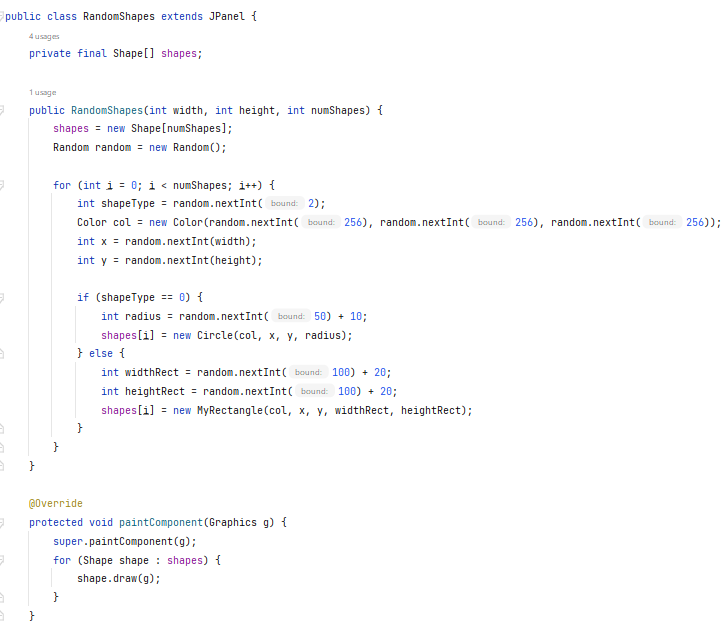 public class RandomShapes extends JPanel {
4 usages
private final Shape[] shapes;
1 usage
public RandomShapes(int width, int height, int numShapes) {
shapes = new Shape[numShapes];
Random random = new Random();
for (int i = 0; i < numShapes; i++) {
int shapeType = random.nextInt( bound: 2);
Color col = new Color(random.nextInt( bound: 256), random.nextInt( bound: 256), random.nextInt( bound: 256));
int x = random.nextInt(width);
int y = random.nextInt(height);
if (shapeType == 0) {
int radius = random.nextInt( bound: 50) + 10;
shapes[i] = new Circle(col, x, y, radius);
} else {
int widthRect = random.nextInt( bound: 100) + 20;
int heightRect = random.nextInt( bound: 100) + 20;
shapes[i] = new MyRectangle(col, x, y, widthRect, heightRect);
}
}
}
@Override
protected void paintComponent(Graphics g) {
super.paintComponent(g);
for (Shape shape : shapes) {
shape.draw(g);
}
}